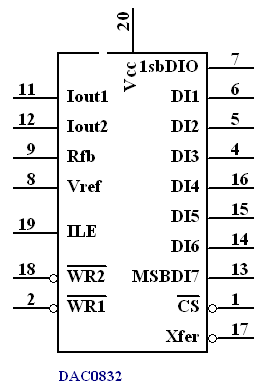 20
Vcc
11 Iout1 1sbDIO 7
12 Iout2 DI1 6
9 Rfb DI2 5
8 Vref DI3 4
19 ILE DI4 16
18 WR2 DI5 15
2 WR1 DI6 14
MSBDI7 13
CS 1
Xfer 17
DAC0832